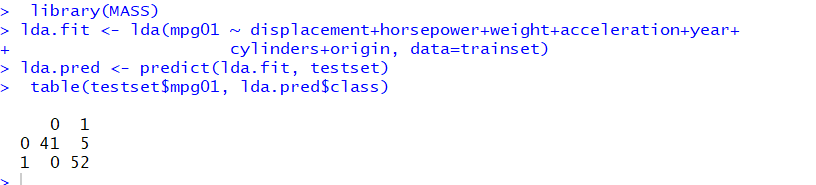 >  library(MASS)
> lda.fit <- lda(mpg01 ~ displacement+horsepower+weight+acceleration+year+
+                cylinders+origin, data=trainset)
> lda.pred <- predict(lda.fit, testset)
>  table(testset$mpg01, lda.pred$class)
     0  1
  0 41  5
  1  0 52
>